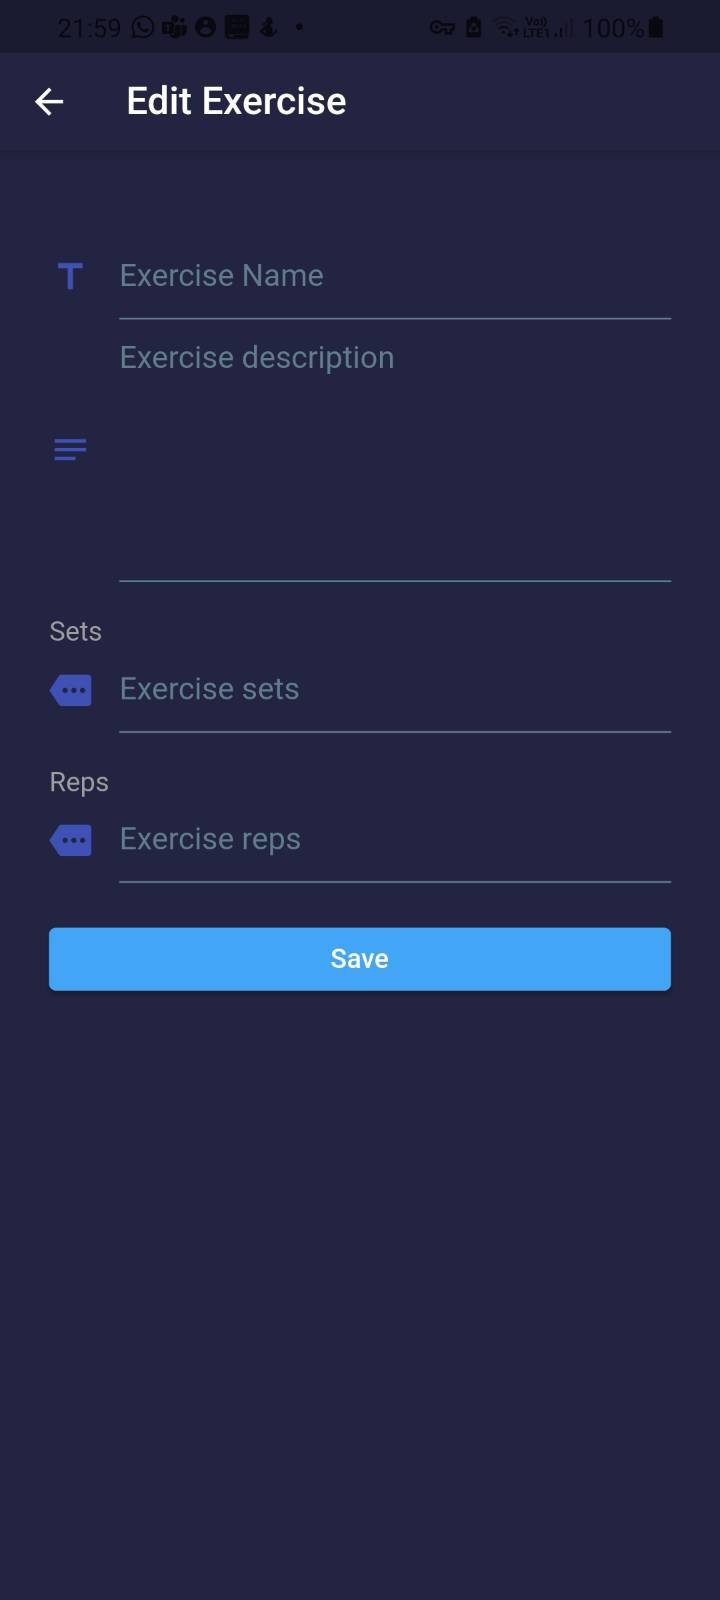 21:59 Vo) LTE1 100%
Edit Exercise
Exercise Name
Exercise description
Sets
Exercise sets
Reps
Exercise reps
Save